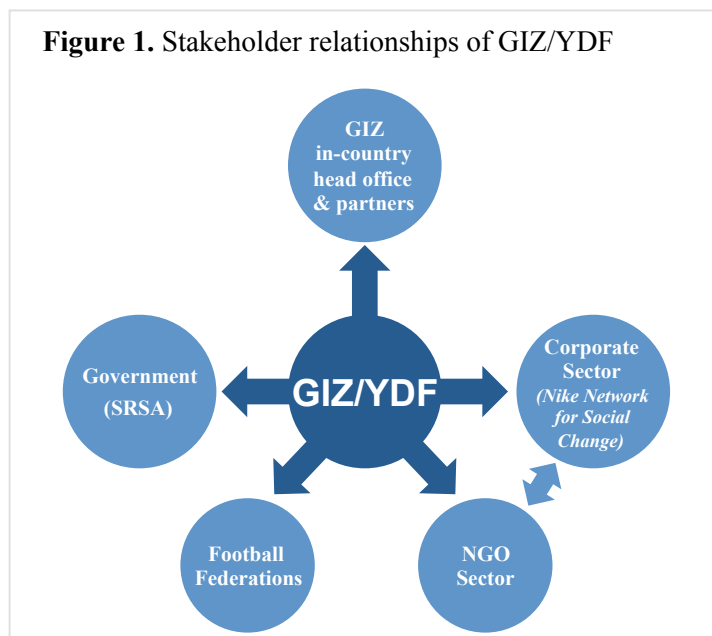 Figure 1. Stakeholder relationships of GIZ/YDF
GIZ
in-country
head office
& partners
Government
(SRSA)
GIZ/YDF
Corporate
Sector
(Nike Network
for Social
Change)
Football
Federations
NGO
Sector